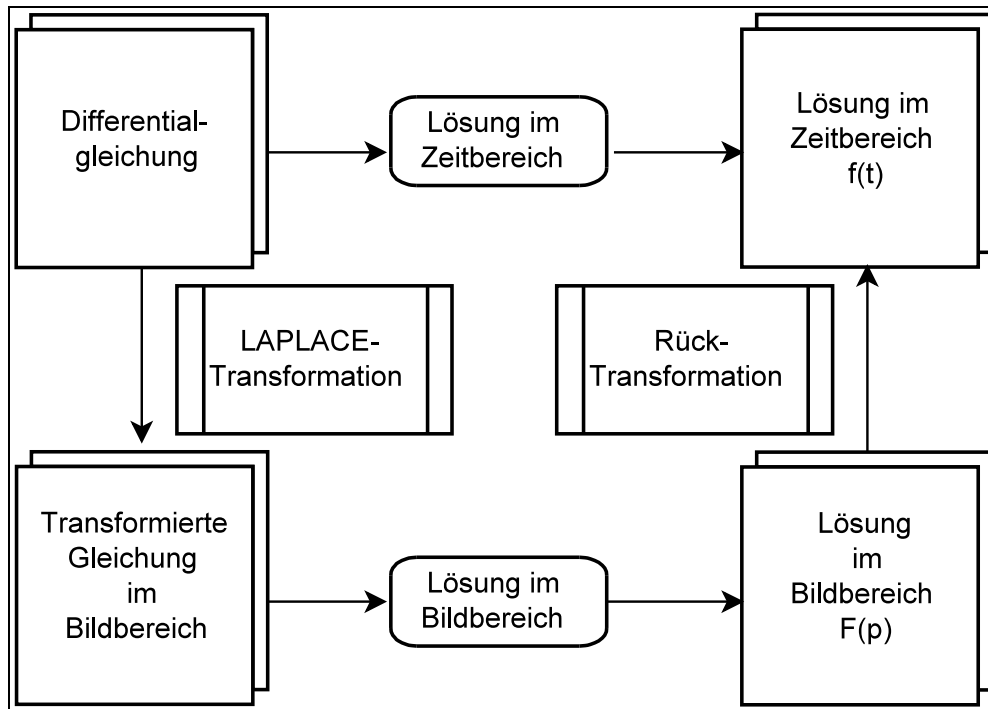 Differential-
gleichung
Lösung im
Zeitbereich
Lösung im
Zeitbereich
f(t)
LAPLACE-
Transformation
Rück-
Transformation
Transformierte
Gleichung
im
Bildbereich
Lösung im
Bildbereich
Lösung
im
Bildbereich
F(p)